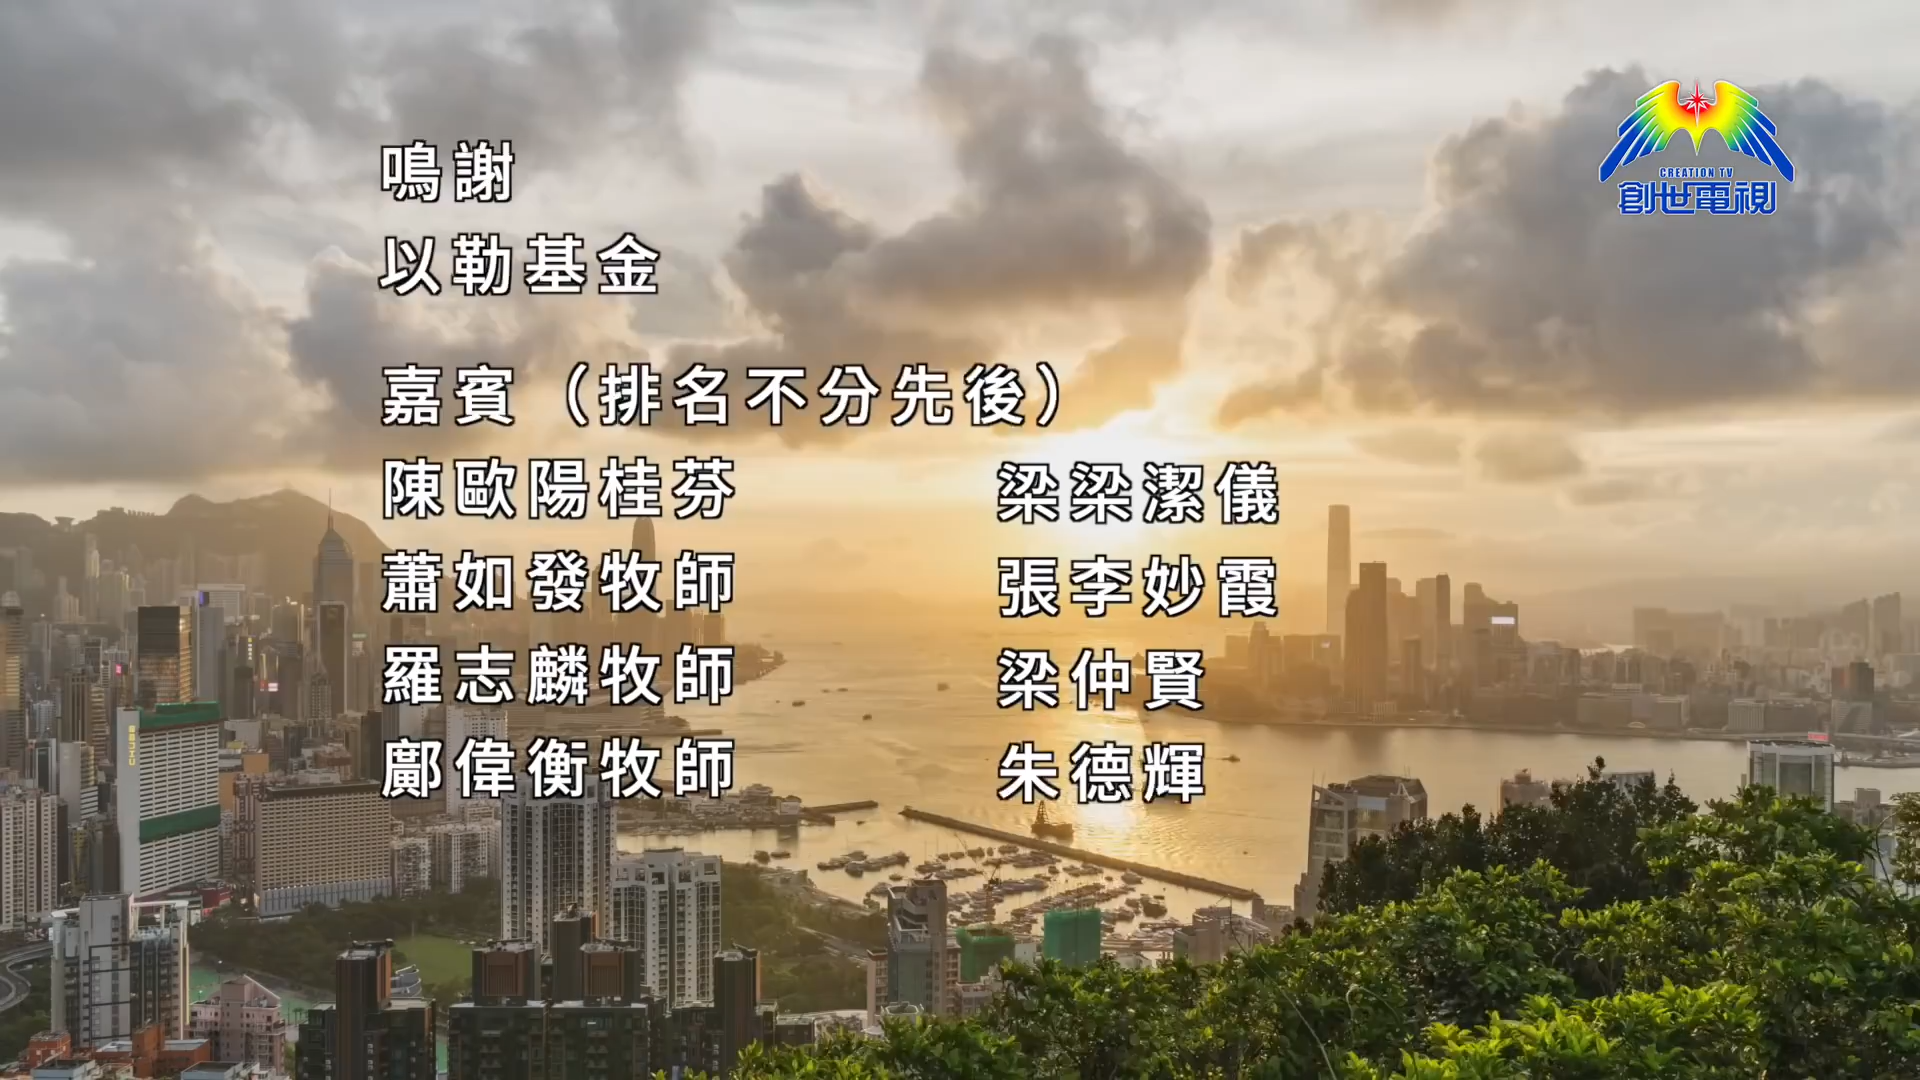 CREATION TV
創世電視
鳴謝
以勒基金
嘉賓（排名不分先後）
陳歐陽桂芬
蕭如發牧師
羅志麟牧師
鄺偉衡牧師
梁梁潔儀
張李妙霞
梁仲賢
朱德輝